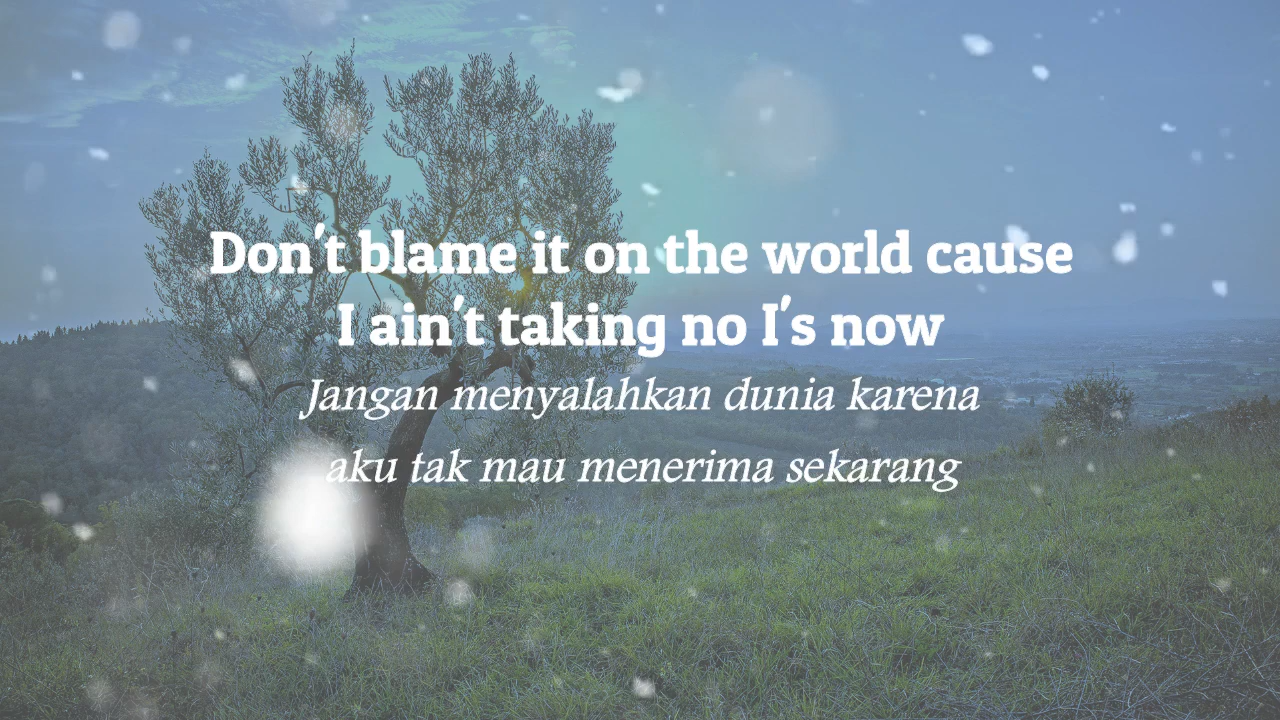 Don't blame it on the world cause
I ain't taking no I's now
Jangan menyalahkan dunia karena
aku tak mau menerima sekarang